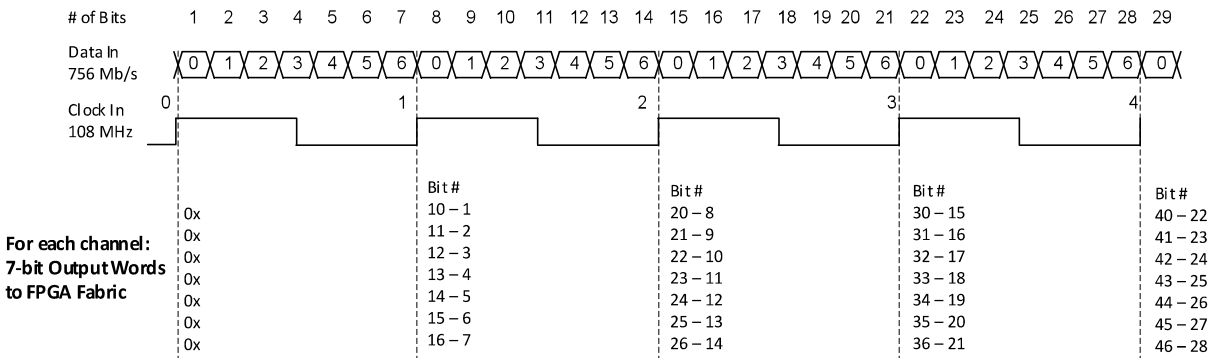 # of Bits 1 2 3 4 5 6 7 8 9 10 11 12 13 14 15 16 17 18 19 20 21 22 23 24 25 26 27 28 29
Data In
756 Mb/s
0 1 2 3 4 5 6 0 1 2 3 4 5 6 0 1 2 3 4 5 6 0 1 2 3 4 5 6 0
Clock In
108 MHz
0 1 2 3 4
For each channel:
7-bit Output Words
to FPGA Fabric
0x
0x
0x
0x
0x
0x
0x
Bit #
10 – 1
11 – 2
12 – 3
13 – 4
14 – 5
15 – 6
16 – 7
Bit #
20 – 8
21 – 9
22 – 10
23 – 11
24 – 12
25 – 13
26 – 14
Bit #
30 – 15
31 – 16
32 – 17
33 – 18
34 – 19
35 – 20
36 – 21
Bit #
40 – 22
41 – 23
42 – 24
43 – 25
44 – 26
45 – 27
46 – 28